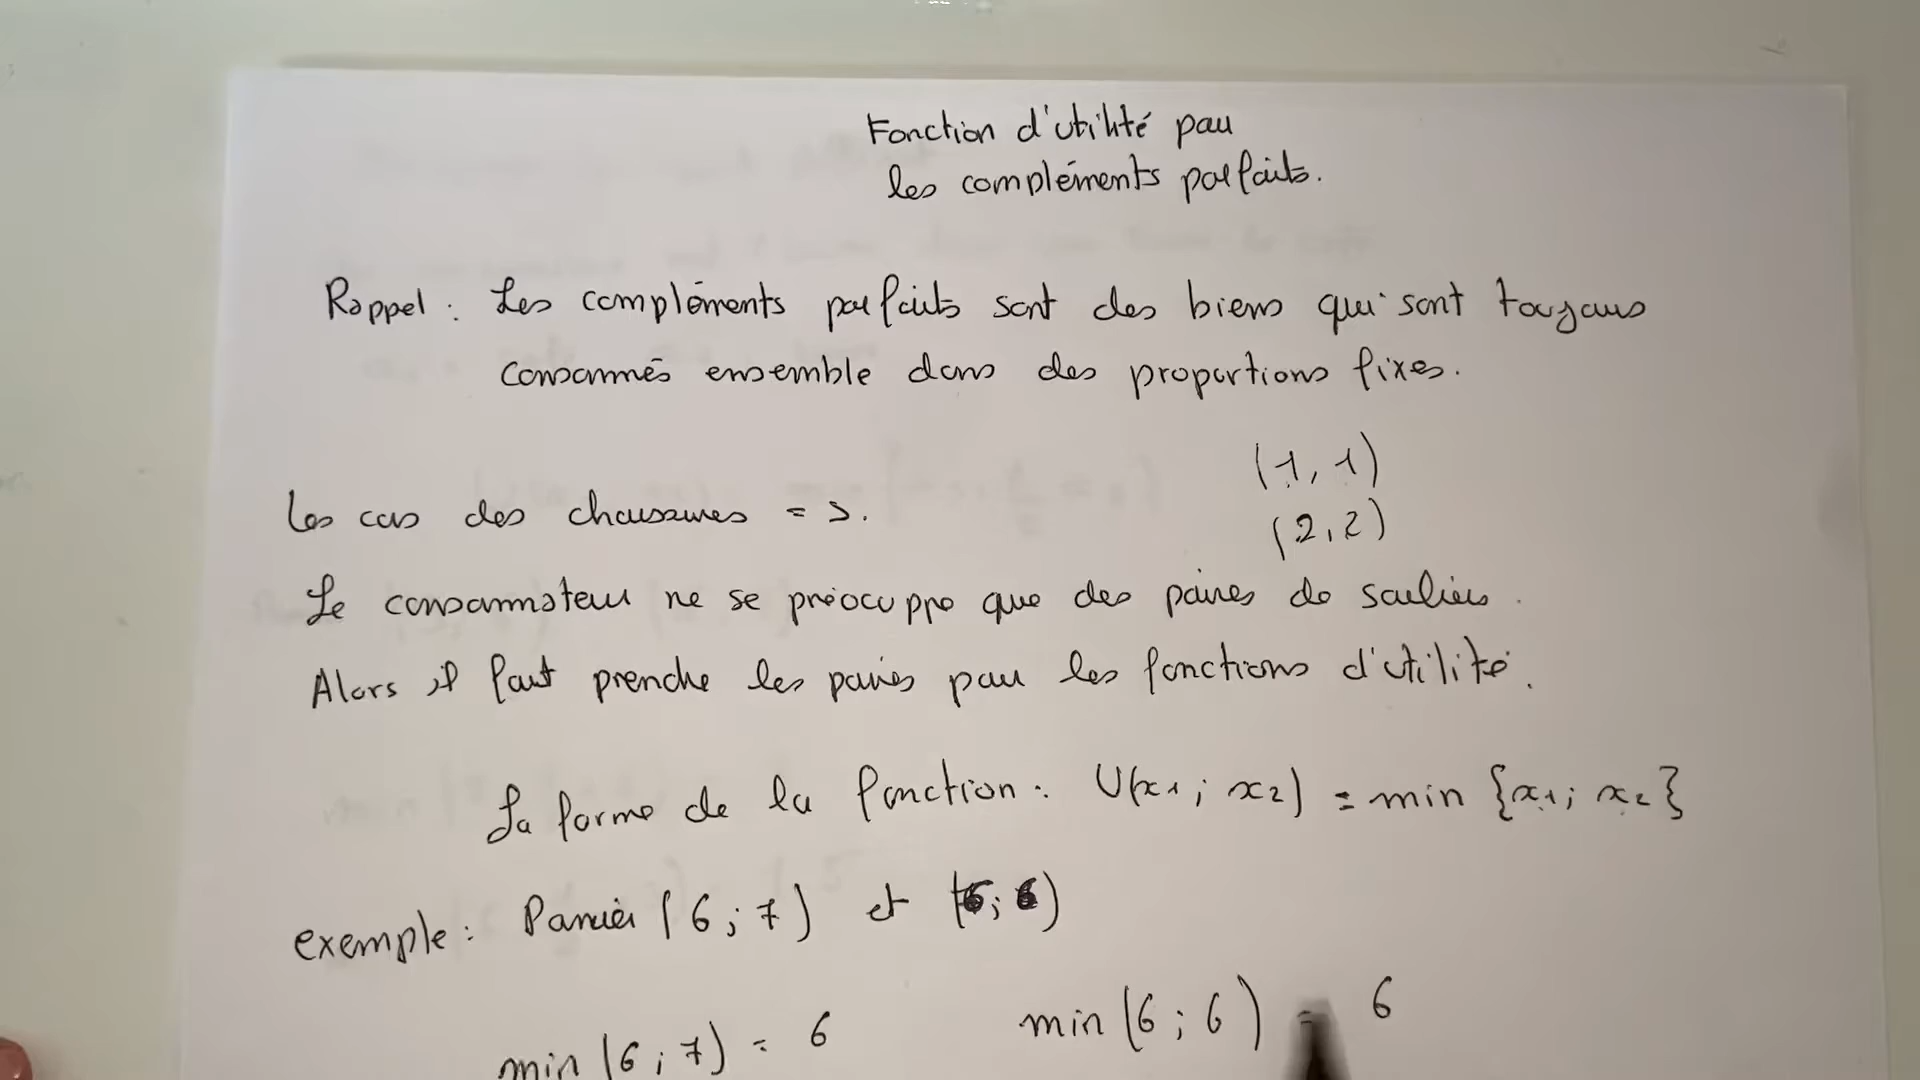 Fonction d'utilité pour
les compléments parfaits.
Rappel : Les compléments parfaits sont des biens qui sont toujours
consommés ensemble dans des proportions fixes.
(1, 1)
Les cas des chaussures => .
(2, 2)
Le consommateur ne se préoccupe que des paires de souliers.
Alors il faut prendre les paires pour les fonctions d'utilité.
La forme de la fonction : U(x1; x2) = min {x1; x2}
exemple : Panier (6; 7) et (6; 6)
min (6; 7) = 6 min (6; 6) = 6